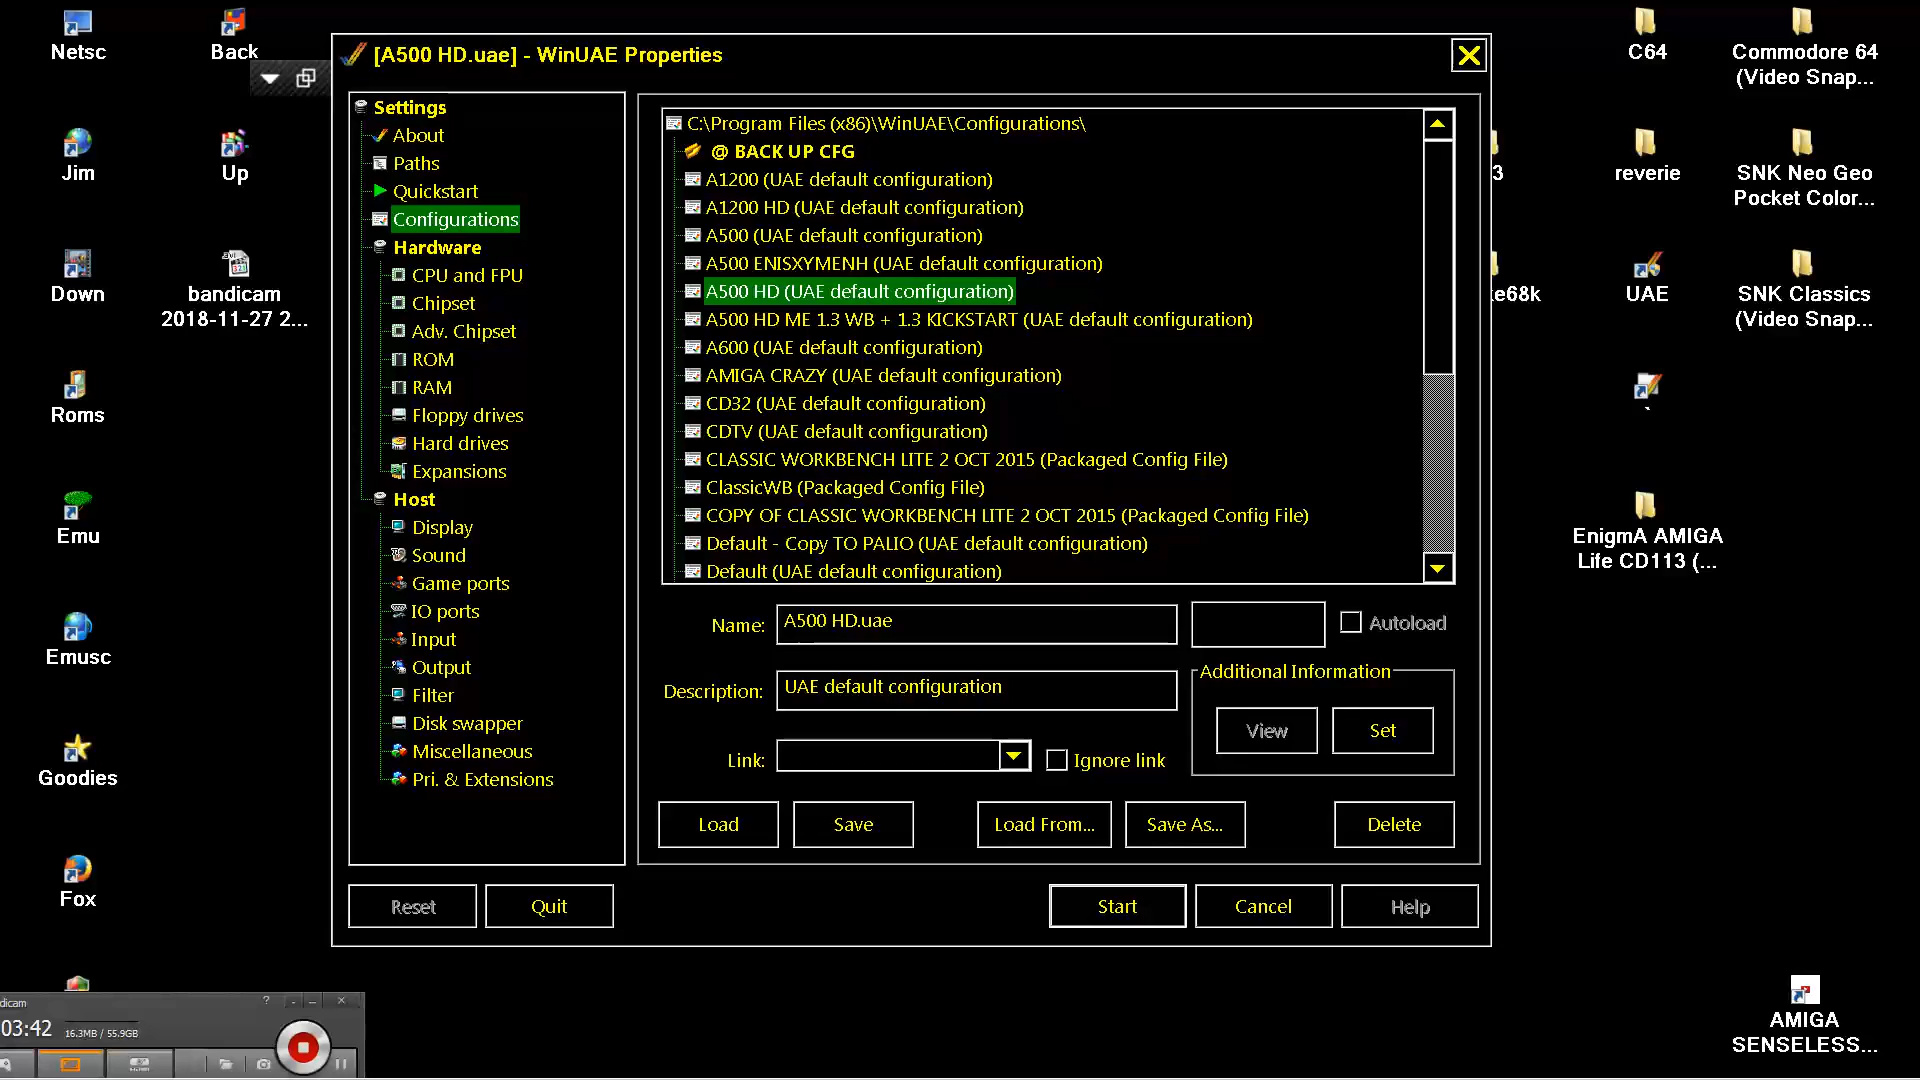 Netsc
Back
Jim
Up
Down
bandicam
2018-11-27 2...
Roms
Emu
Emusc
Goodies
Fox
[A500 HD.uae] - WinUAE Properties
Settings
About
Paths
Quickstart
Configurations
Hardware
CPU and FPU
Chipset
Adv. Chipset
ROM
RAM
Floppy drives
Hard drives
Expansions
Host
Display
Sound
Game ports
IO ports
Input
Output
Filter
Disk swapper
Miscellaneous
Pri. & Extensions
C:\Program Files (x86)\WinUAE\Configurations\
@ BACK UP CFG
A1200 (UAE default configuration)
A1200 HD (UAE default configuration)
A500 (UAE default configuration)
A500 ENISXYMENH (UAE default configuration)
A500 HD (UAE default configuration)
A500 HD ME 1.3 WB + 1.3 KICKSTART (UAE default configuration)
A600 (UAE default configuration)
AMIGA CRAZY (UAE default configuration)
CD32 (UAE default configuration)
CDTV (UAE default configuration)
CLASSIC WORKBENCH LITE 2 OCT 2015 (Packaged Config File)
ClassicWB (Packaged Config File)
COPY OF CLASSIC WORKBENCH LITE 2 OCT 2015 (Packaged Config File)
Default - Copy TO PALIO (UAE default configuration)
Default (UAE default configuration)
Name: A500 HD.uae
Autoload
Description: UAE default configuration
Additional Information
View Set
Link:
Ignore link
Load Save Load From... Save As... Delete
Reset Quit Start Cancel Help
C64
Commodore 64
(Video Snap...
3
reverie
SNK Neo Geo
Pocket Color...
ke68k
UAE
SNK Classics
(Video Snap...
EnigmA AMIGA
Life CD113 (...
AMIGA
SENSELESS...
dicam
03:42 16.3MB / 55.9GB